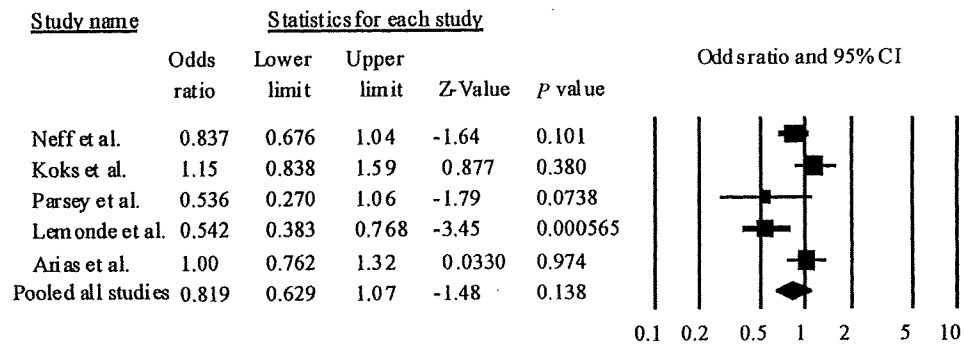 Study name Statistics for each study
Odds Lower Upper Odds ratio and 95% CI
ratio limit limit Z-Value P value
Neff et al. 0.837 0.676 1.04 -1.64 0.101
Koks et al. 1.15 0.838 1.59 0.877 0.380
Parsey et al. 0.536 0.270 1.06 -1.79 0.0738
Lemonde et al. 0.542 0.383 0.768 -3.45 0.000565
Arias et al. 1.00 0.762 1.32 0.0330 0.974
Pooled all studies 0.819 0.629 1.07 -1.48 0.138
0.1 0.2 0.5 1 2 5 10